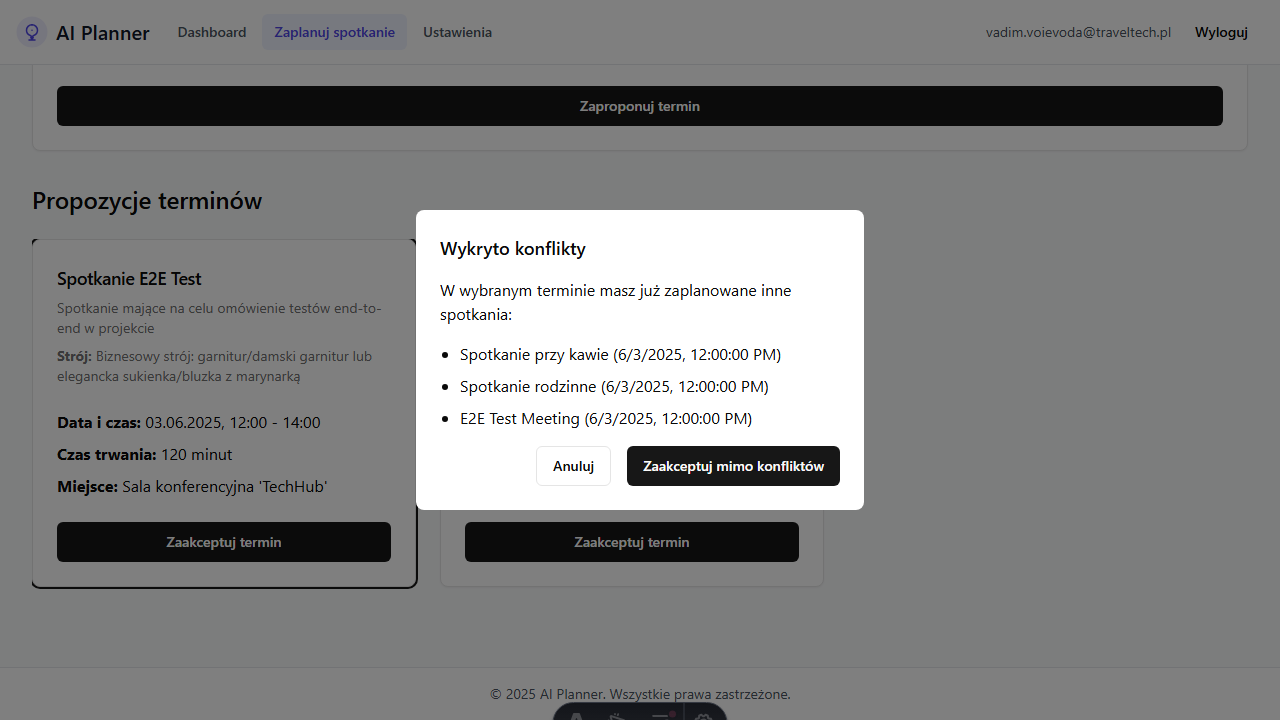 AI Planner
Dashboard
Zaplanuj spotkanie
Ustawienia
vadim.voievoda@traveltech.pl
Wyloguj
Zaproponuj termin
Propozycje terminów
Spotkanie E2E Test
Spotkanie mające na celu omówienie testów end-to-
end w projekcie
Strój: Biznesowy strój: garnitur/damski garnitur lub
elegancka sukienka/bluzka z marynarką
Data i czas: 03.06.2025, 12:00 - 14:00
Czas trwania: 120 minut
Miejsce: Sala konferencyjna 'TechHub'
Zaakceptuj termin
Zaakceptuj termin
Wykryto konflikty
W wybranym terminie masz już zaplanowane inne
spotkania:
Spotkanie przy kawie (6/3/2025, 12:00:00 PM)
Spotkanie rodzinne (6/3/2025, 12:00:00 PM)
E2E Test Meeting (6/3/2025, 12:00:00 PM)
Anuluj
Zaakceptuj mimo konfliktów
© 2025 AI Planner. Wszystkie prawa zastrzeżone.